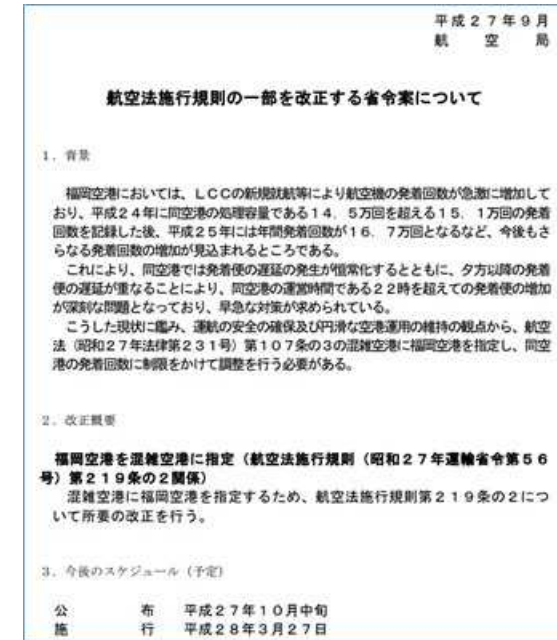 平成２７年９月
航空局
航空法施行規則の一部を改正する省令案について
１．背景
福岡空港においては、ＬＣＣの新規就航等により航空機の発着回数が急激に増加して
おり、平成２４年に同空港の処理容量である１４．５万回を超える１５．１万回の発着
回数を記録した後、平成２５年には年間発着回数が１６．７万回となるなど、今後もさ
らなる発着回数の増加が見込まれるところである。
これにより、同空港では発着便の遅延の発生が恒常化するとともに、夕方以降の発着
便の遅延が重なることにより、同空港の運営時間である２２時を超えての発着便の増加
が深刻な問題となっており、早急な対策が求められている。
こうした現状に鑑み、運航の安全の確保及び円滑な空港運用の維持の観点から、航空
法（昭和２７年法律第２３１号）第１０７条の３の混雑空港に福岡空港を指定し、同空
港の発着回数に制限をかけて調整を行う必要がある。
２．改正概要
福岡空港を混雑空港に指定（航空法施行規則（昭和２７年運輸省令第５６
号）第２１９条の２関係）
混雑空港に福岡空港を指定するため、航空法施行規則第２１９条の２につ
いて所要の改正を行う。
３．今後のスケジュール（予定）
公布　平成２７年１０月中旬
施行　平成２８年３月２７日